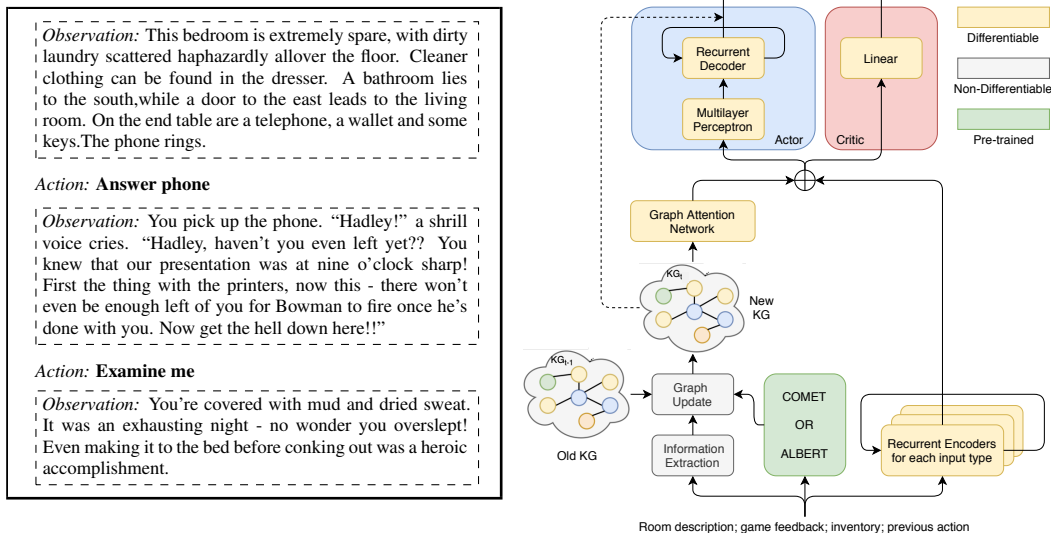 Observation: This bedroom is extremely spare, with dirty
laundry scattered haphazardly allover the floor. Cleaner
clothing can be found in the dresser. A bathroom lies
to the south,while a door to the east leads to the living
room. On the end table are a telephone, a wallet and some
keys.The phone rings.
Action: Answer phone
Observation: You pick up the phone. “Hadley!” a shrill
voice cries. “Hadley, haven’t you even left yet?? You
knew that our presentation was at nine o’clock sharp!
First the thing with the printers, now this - there won’t
even be enough left of you for Bowman to fire once he’s
done with you. Now get the hell down here!!”
Action: Examine me
Observation: You’re covered with mud and dried sweat.
It was an exhausting night - no wonder you overslept!
Even making it to the bed before conking out was a heroic
accomplishment.
Recurrent
Decoder
Multilayer
Perceptron
Actor
Linear
Critic
Differentiable
Non-Differentiable
Pre-trained
Graph Attention
Network
KGt
New
KG
KGt-1
Old KG
Graph
Update
Information
Extraction
COMET
OR
ALBERT
Recurrent Encoders
for each input type
Room description; game feedback; inventory; previous action